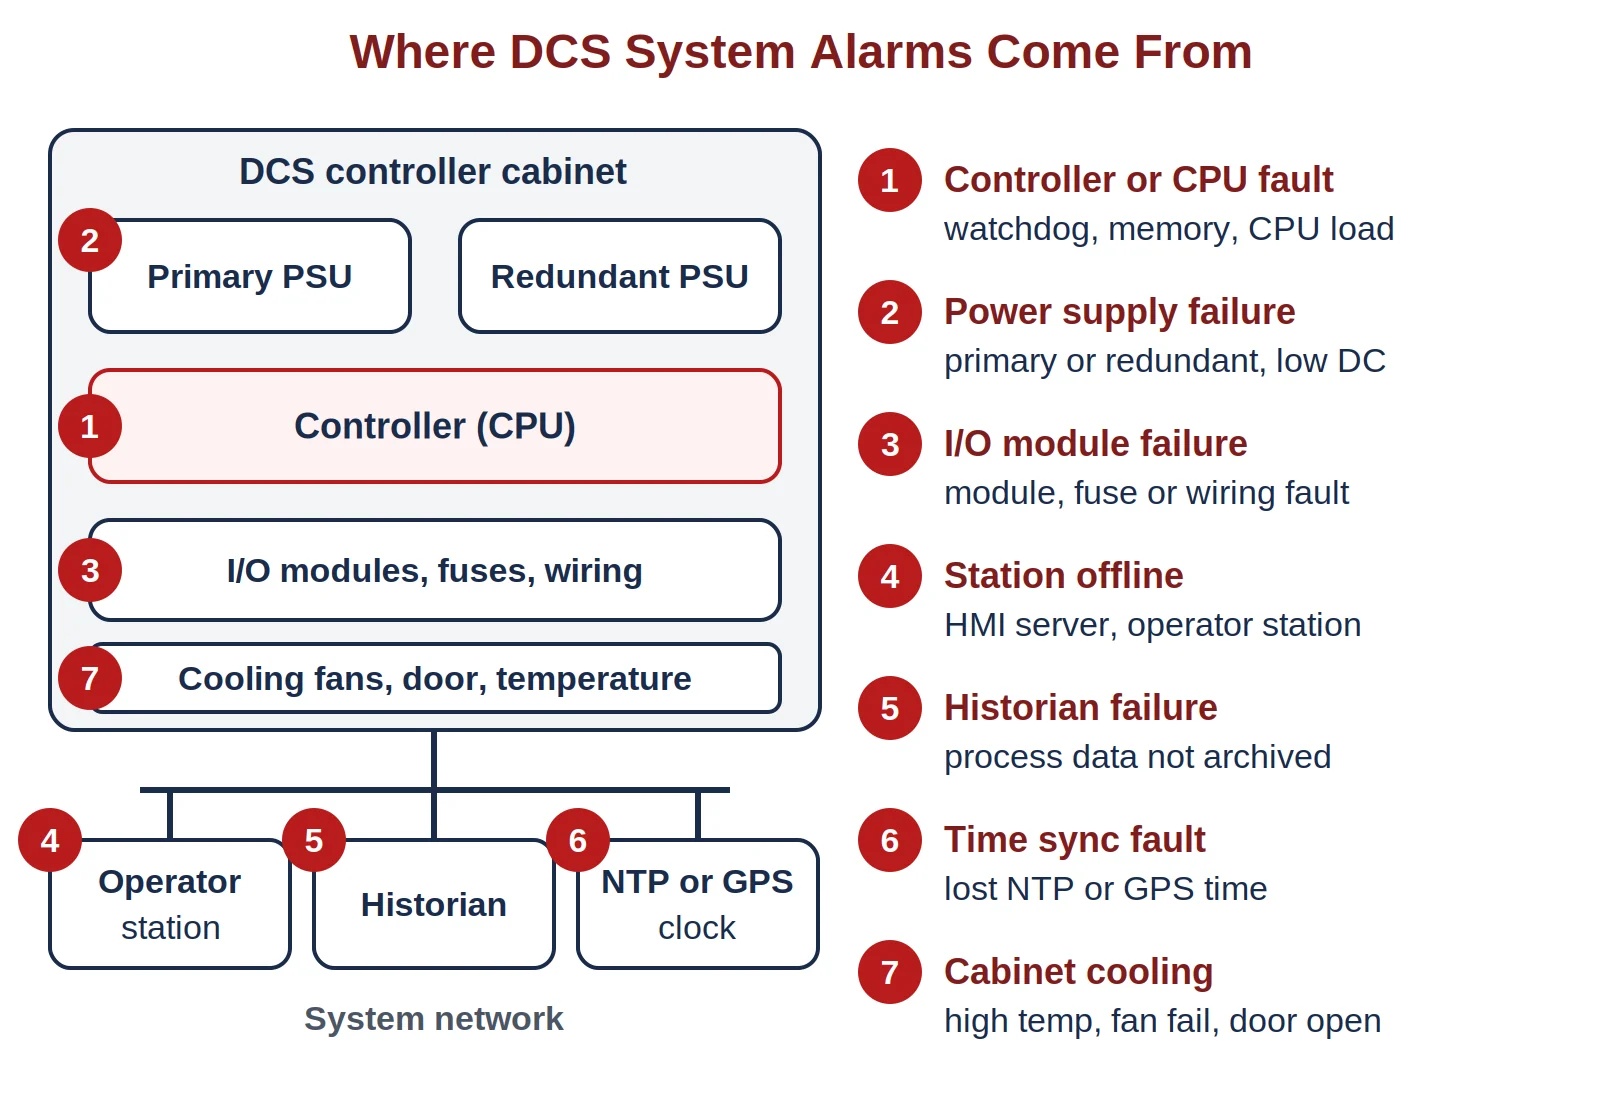 Where DCS System Alarms Come From
DCS controller cabinet
2
Primary PSU
Redundant PSU
1
Controller (CPU)
3
I/O modules, fuses, wiring
7
Cooling fans, door, temperature
4
Operator
station
5
Historian
6
NTP or GPS
clock
System network
1
Controller or CPU fault
watchdog, memory, CPU load
2
Power supply failure
primary or redundant, low DC
3
I/O module failure
module, fuse or wiring fault
4
Station offline
HMI server, operator station
5
Historian failure
process data not archived
6
Time sync fault
lost NTP or GPS time
7
Cabinet cooling
high temp, fan fail, door open